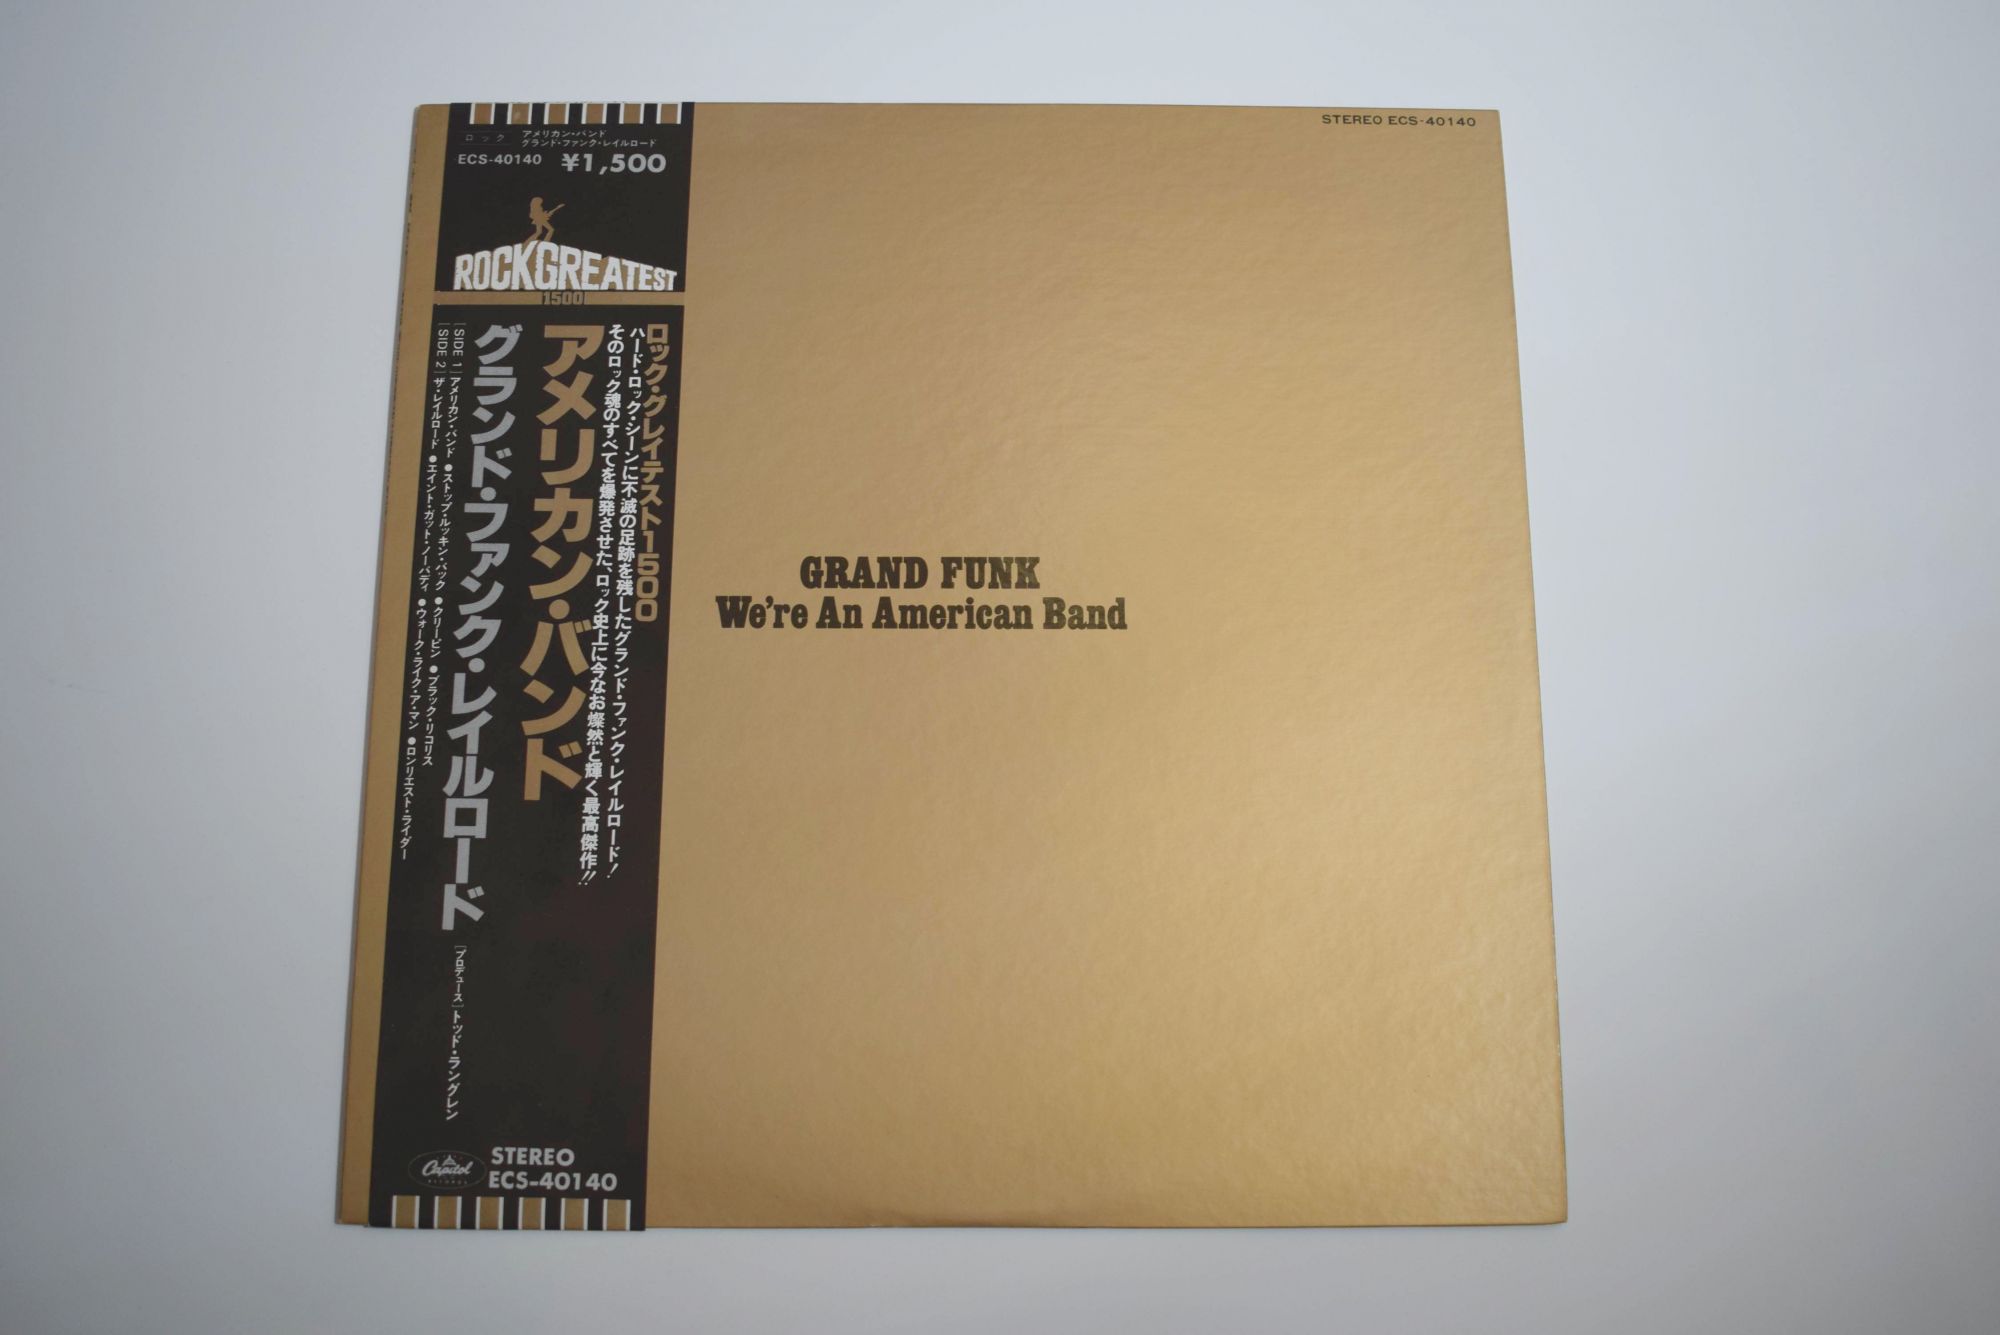 STEREO ECS-40140
ロック
アメリカン・バンド
グランド・ファンク・レイルロード
ECS-40140 ¥1,500
ROCKGREATEST
1500
ロック・グレイテスト1500
ハード・ロック・シーンに不滅の足跡を残したグランド・ファンク・レイルロード!
そのロック魂のすべてを爆発させた、ロック史上に今なお燦然と輝く最高傑作!!
アメリカン・バンド
グランド・ファンク・レイルロード
[SIDE 1] アメリカン・バンド ●ストップ・ルッキン・バック ●クリーピン ●ブラック・リコリス
[SIDE 2] ザ・レイルロード ●エイント・ガット・ノーバディ ●ウォーク・ライク・ア・マン ●ロンリエスト・ライダー
[プロデュース] トッド・ラングレン
Capitol
RECORDS
STEREO
ECS-40140
GRAND FUNK
We're An American Band